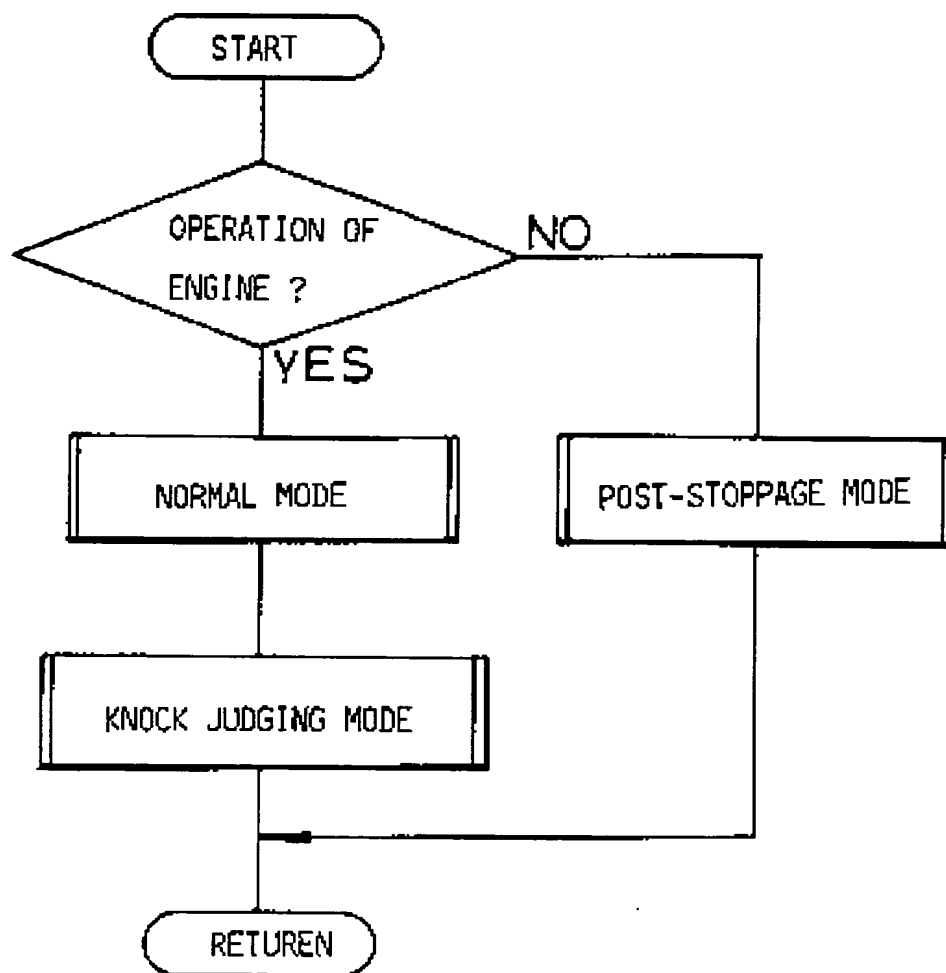 START
OPERATION OF
ENGINE ?
NO
YES
NORMAL MODE
POST-STOPPAGE MODE
KNOCK JUDGING MODE
RETUREN